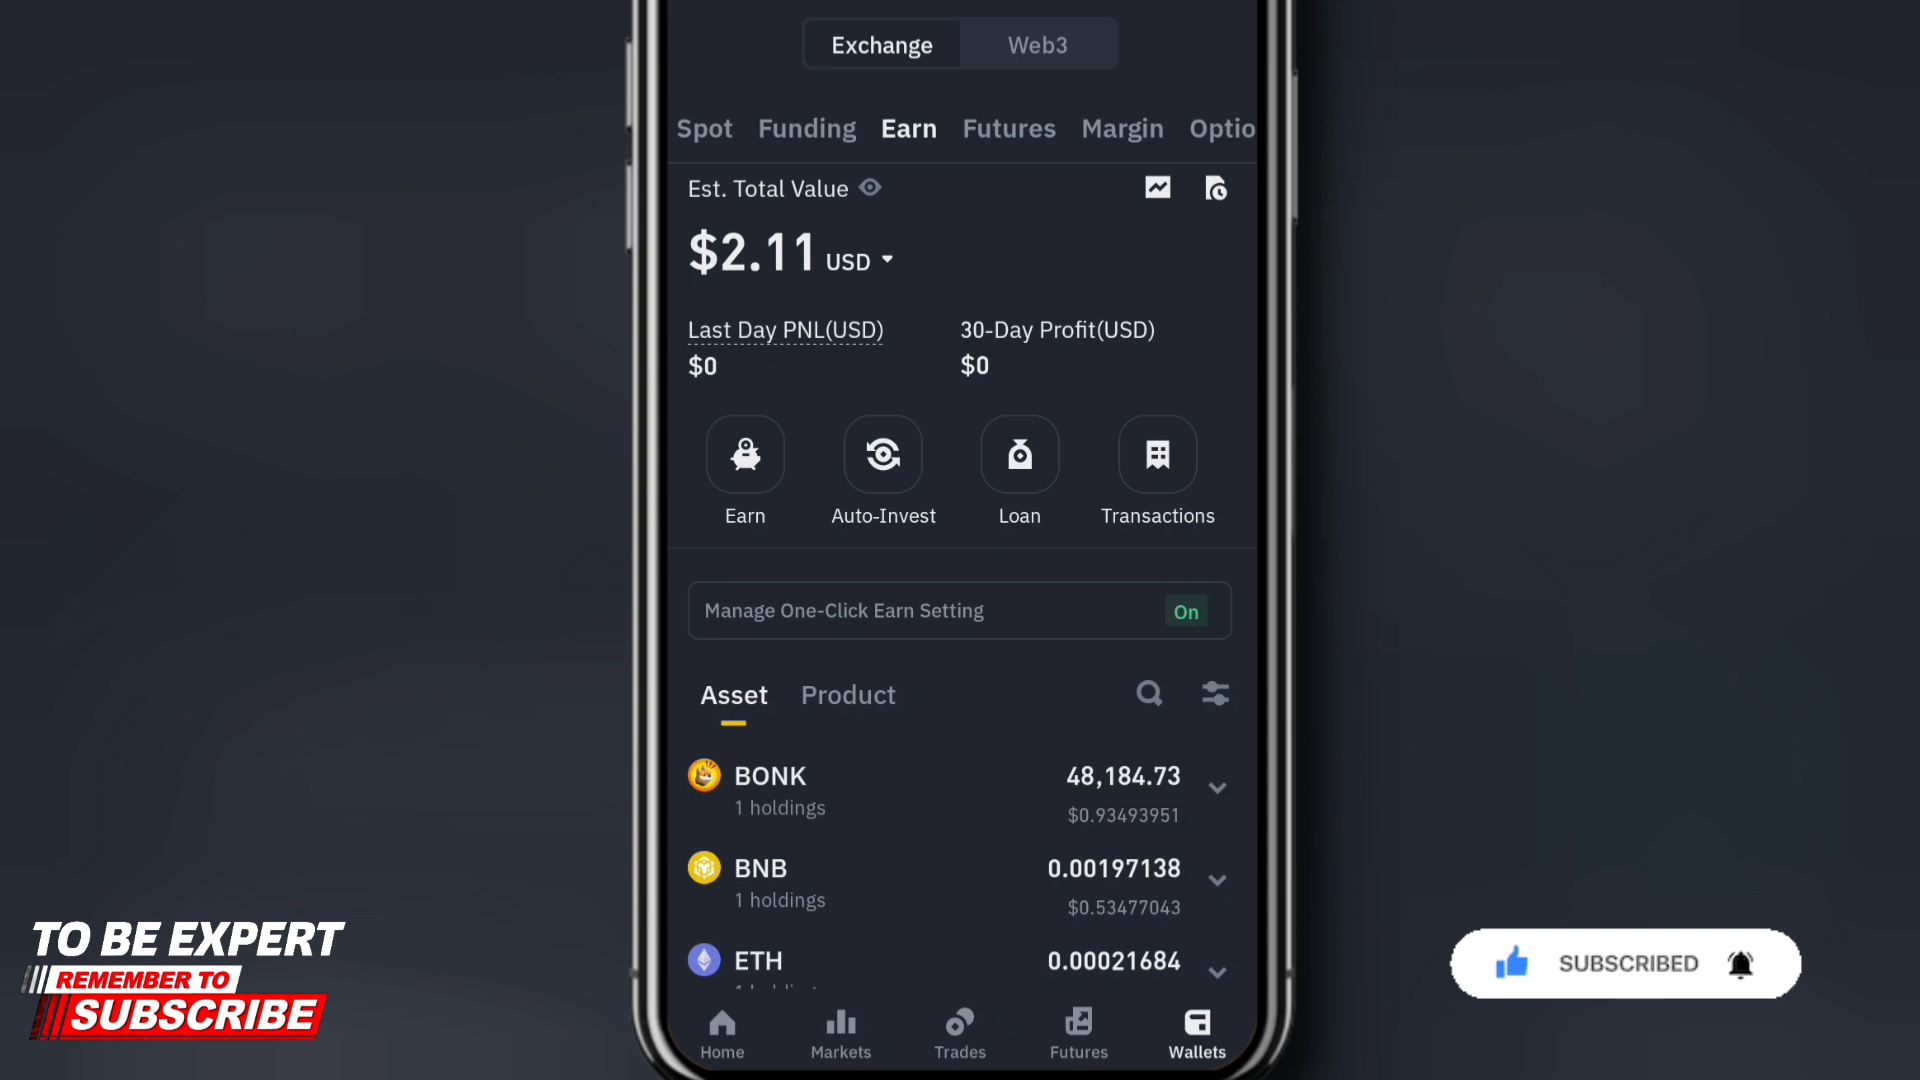 Exchange Web3
Spot Funding Earn Futures Margin Optio
Est. Total Value
$2.11 USD
Last Day PNL(USD) 30-Day Profit(USD)
$0 $0
Earn Auto-Invest Loan Transactions
Manage One-Click Earn Setting On
Asset Product
BONK 48,184.73
1 holdings $0.93493951
BNB 0.00197138
1 holdings $0.53477043
ETH 0.00021684
Home Markets Trades Futures Wallets
TO BE EXPERT
REMEMBER TO
SUBSCRIBE
SUBSCRIBED